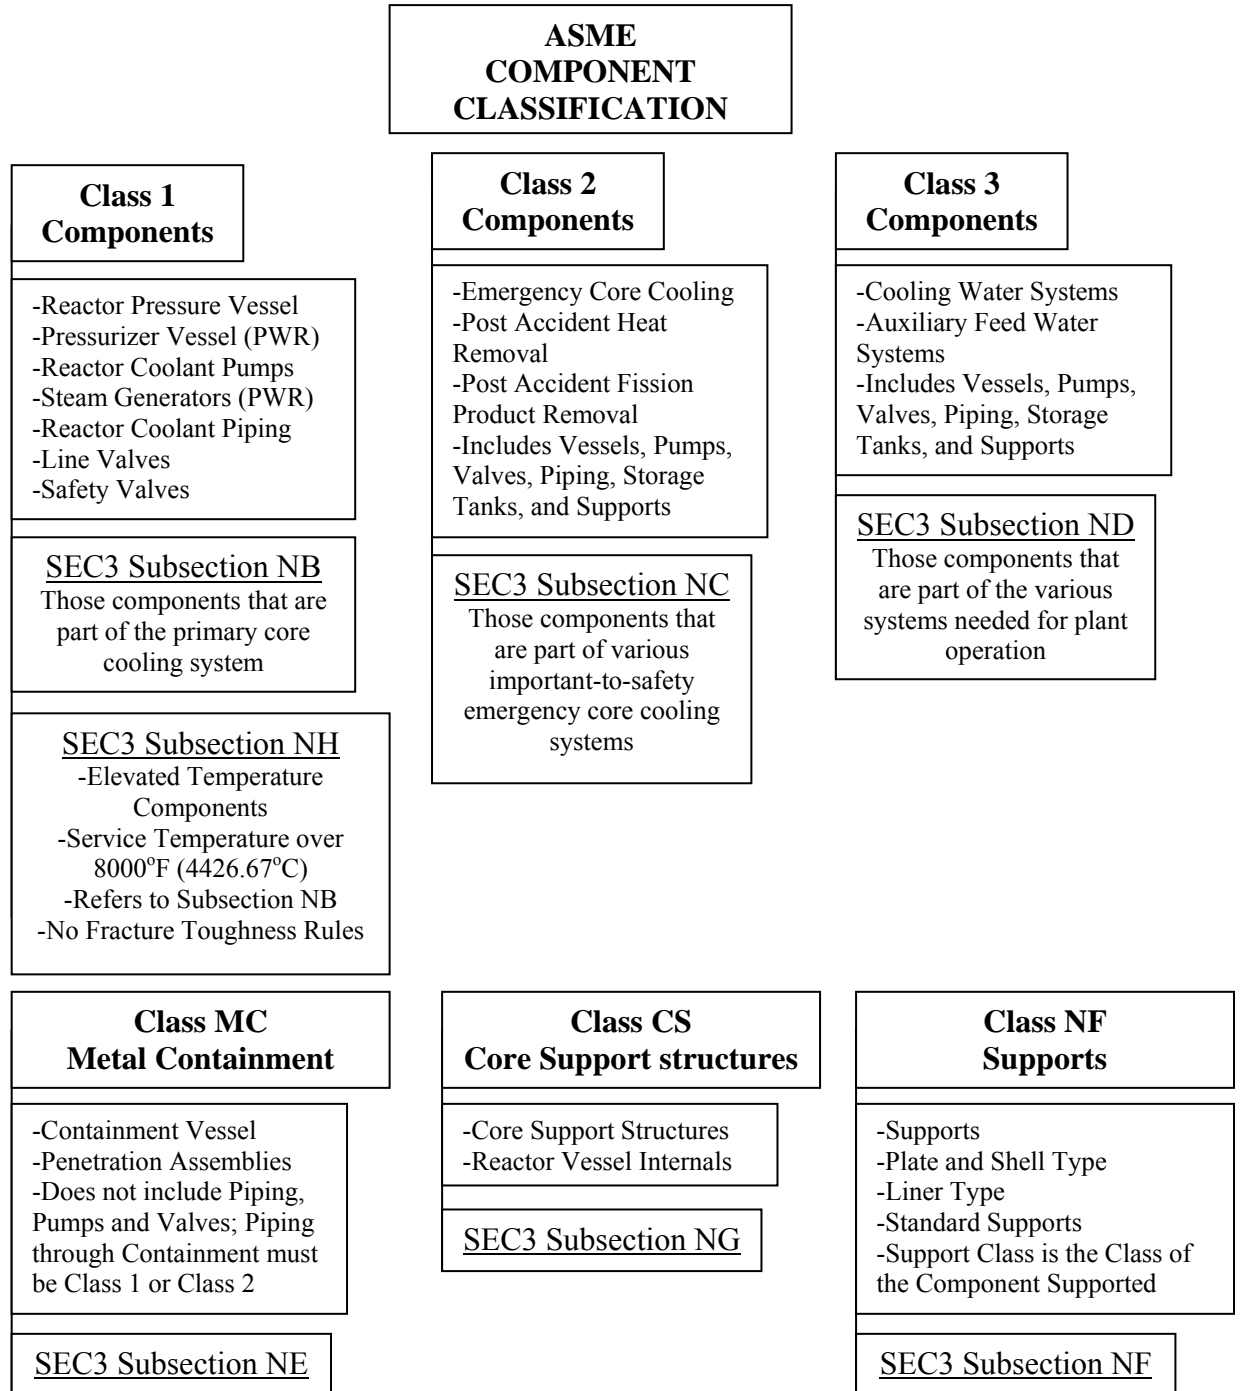 ASME
COMPONENT
CLASSIFICATION
Class 1
Components
-Reactor Pressure Vessel
-Pressurizer Vessel (PWR)
-Reactor Coolant Pumps
-Steam Generators (PWR)
-Reactor Coolant Piping
-Line Valves
-Safety Valves
SEC3 Subsection NB
Those components that are
part of the primary core
cooling system
SEC3 Subsection NH
-Elevated Temperature
Components
-Service Temperature over
8000°F (4426.67°C)
-Refers to Subsection NB
-No Fracture Toughness Rules
Class 2
Components
-Emergency Core Cooling
-Post Accident Heat
Removal
-Post Accident Fission
Product Removal
-Includes Vessels, Pumps,
Valves, Piping, Storage
Tanks, and Supports
SEC3 Subsection NC
Those components that
are part of various
important-to-safety
emergency core cooling
systems
Class 3
Components
-Cooling Water Systems
-Auxiliary Feed Water
Systems
-Includes Vessels, Pumps,
Valves, Piping, Storage
Tanks, and Supports
SEC3 Subsection ND
Those components that
are part of the various
systems needed for plant
operation
Class MC
Metal Containment
-Containment Vessel
-Penetration Assemblies
-Does not include Piping,
Pumps and Valves; Piping
through Containment must
be Class 1 or Class 2
SEC3 Subsection NE
Class CS
Core Support structures
-Core Support Structures
-Reactor Vessel Internals
SEC3 Subsection NG
Class NF
Supports
-Supports
-Plate and Shell Type
-Liner Type
-Standard Supports
-Support Class is the Class of
the Component Supported
SEC3 Subsection NF